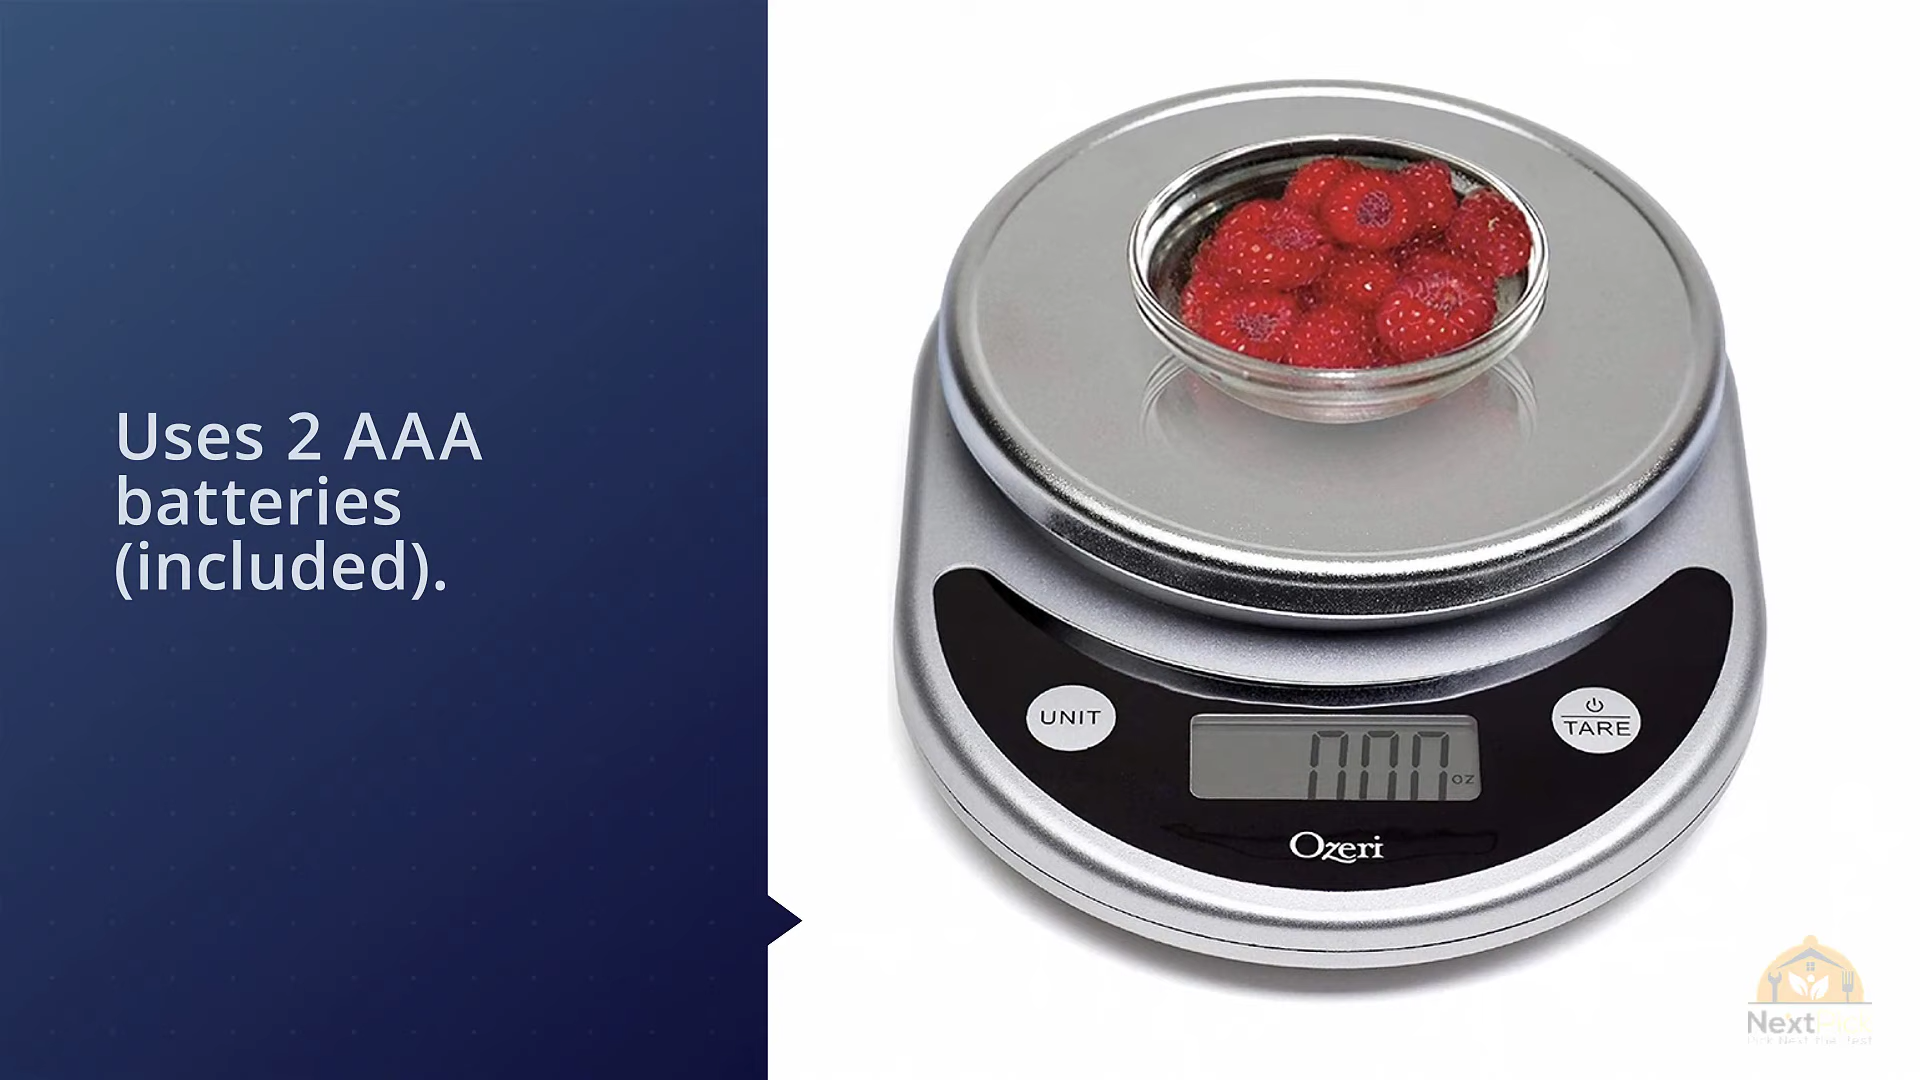 Uses 2 AAA
batteries
(included).
UNIT
TARE
000 oz
Ozeri
NextPick